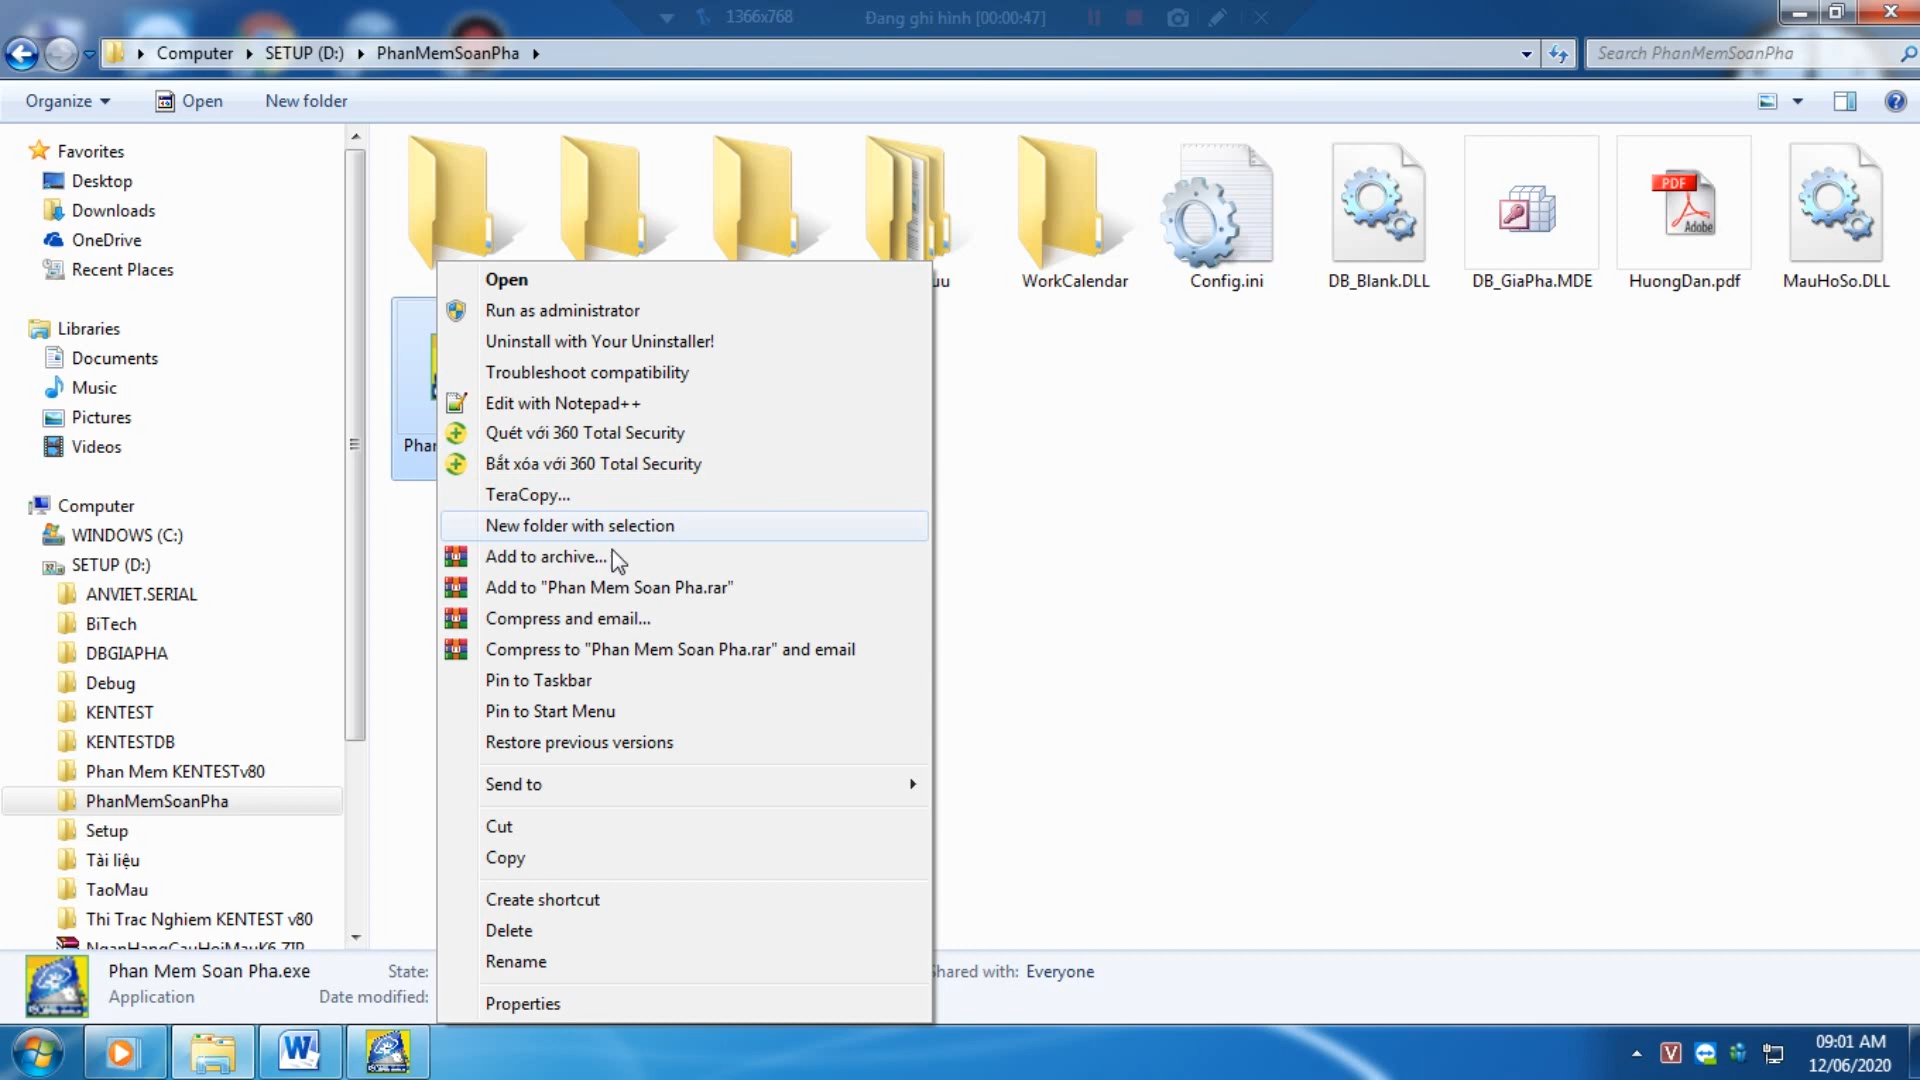 1366x768 Đang ghi hình [00:00:47]
Computer SETUP (D:) PhanMemSoanPha Search PhanMemSoanPha
Organize Open New folder
Favorites
Desktop
Downloads
OneDrive
Recent Places
Libraries
Documents
Music
Pictures
Videos
Computer
WINDOWS (C:)
SETUP (D:)
ANVIET.SERIAL
BiTech
DBGIAPHA
Debug
KENTEST
KENTESTDB
Phan Mem KENTESTv80
PhanMemSoanPha
Setup
Tài liệu
TaoMau
Thi Trac Nghiem KENTEST v80
NganHangCauHoiMauK6.ZIP
uu WorkCalendar Config.ini DB_Blank.DLL DB_GiaPha.MDE HuongDan.pdf MauHoSo.DLL
PDF
Adobe
Phan
Open
Run as administrator
Uninstall with Your Uninstaller!
Troubleshoot compatibility
Edit with Notepad++
Quét với 360 Total Security
Bắt xóa với 360 Total Security
TeraCopy...
New folder with selection
Add to archive...
Add to "Phan Mem Soan Pha.rar"
Compress and email...
Compress to "Phan Mem Soan Pha.rar" and email
Pin to Taskbar
Pin to Start Menu
Restore previous versions
Send to
Cut
Copy
Create shortcut
Delete
Rename
Properties
Phan Mem Soan Pha.exe State: Shared with: Everyone
Application Date modified:
09:01 AM
12/06/2020